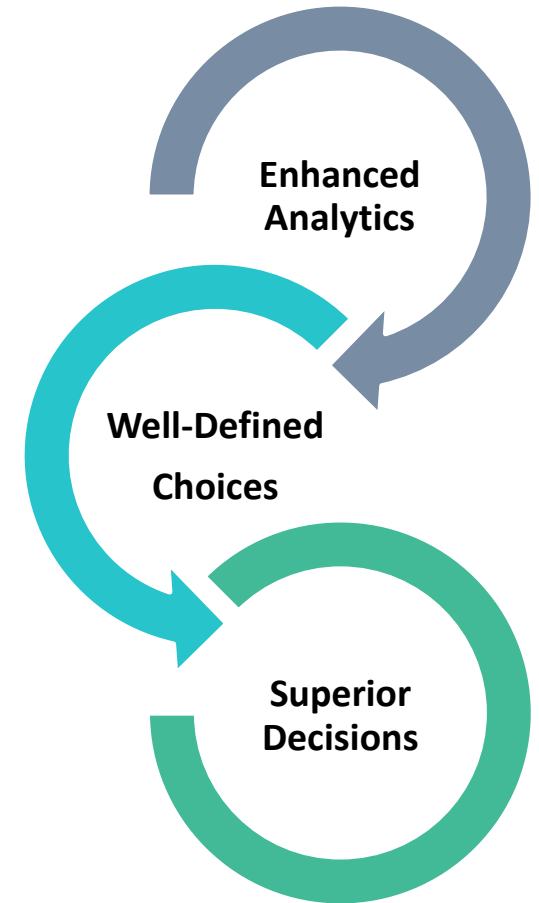 Enhanced
Analytics
Well-Defined
Choices
Superior
Decisions